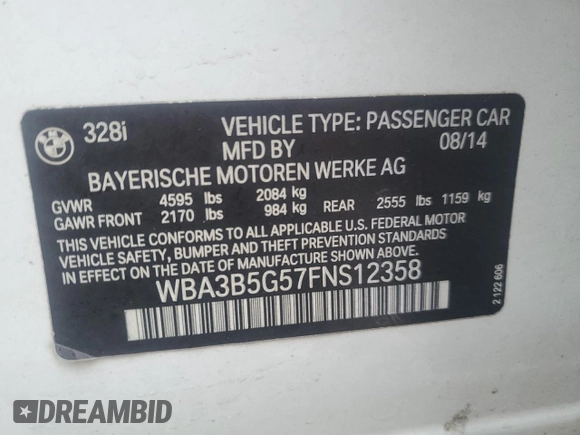 328i VEHICLE TYPE: PASSENGER CAR
MFD BY 08/14
BAYERISCHE MOTOREN WERKE AG
GVWR 4595 lbs 2084 kg
GAWR FRONT 2170 lbs 984 kg REAR 2555 lbs 1159 kg
THIS VEHICLE CONFORMS TO ALL APPLICABLE U.S. FEDERAL MOTOR
VEHICLE SAFETY, BUMPER AND THEFT PREVENTION STANDARDS
IN EFFECT ON THE DATE OF MANUFACTURE SHOWN ABOVE.
WBA3B5G57FNS12358
2 122 606
DREAMBID